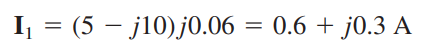 I₁ = (5 − j10)j0.06 = 0.6 + j0.3 A